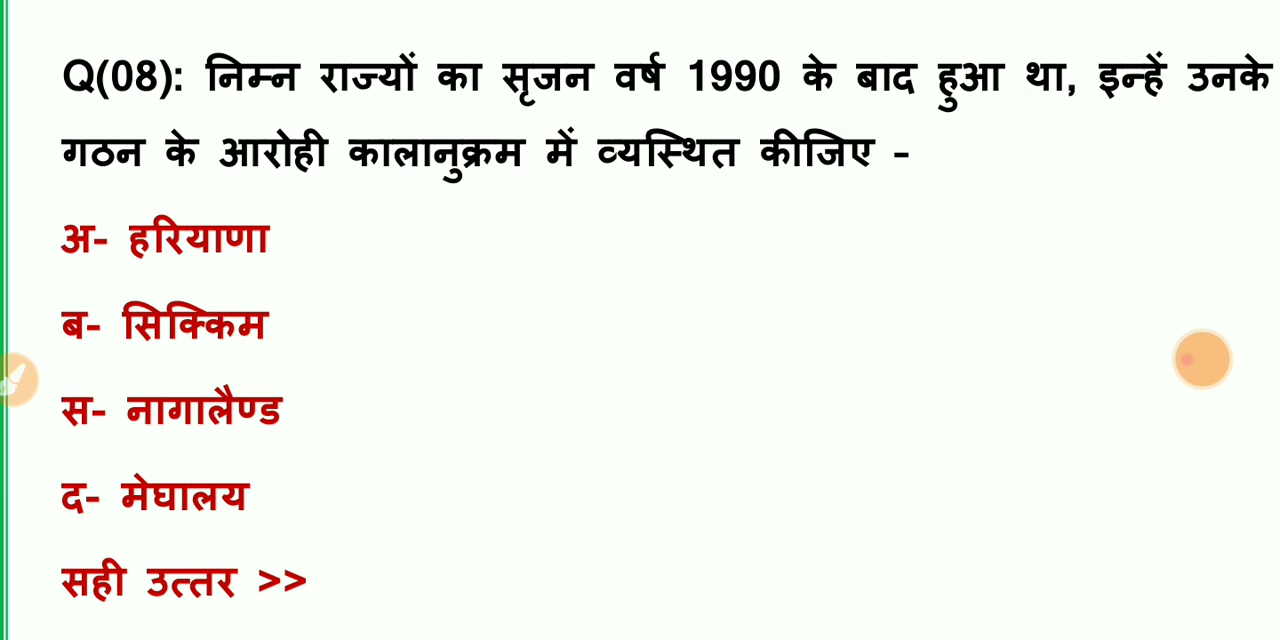 Q(08): निम्न राज्यों का सृजन वर्ष 1990 के बाद हुआ था, इन्हें उनके
गठन के आरोही कालानुक्रम में व्यस्थित कीजिए -
अ- हरियाणा
ब- सिक्किम
स- नागालैण्ड
द- मेघालय
सही उत्तर >>